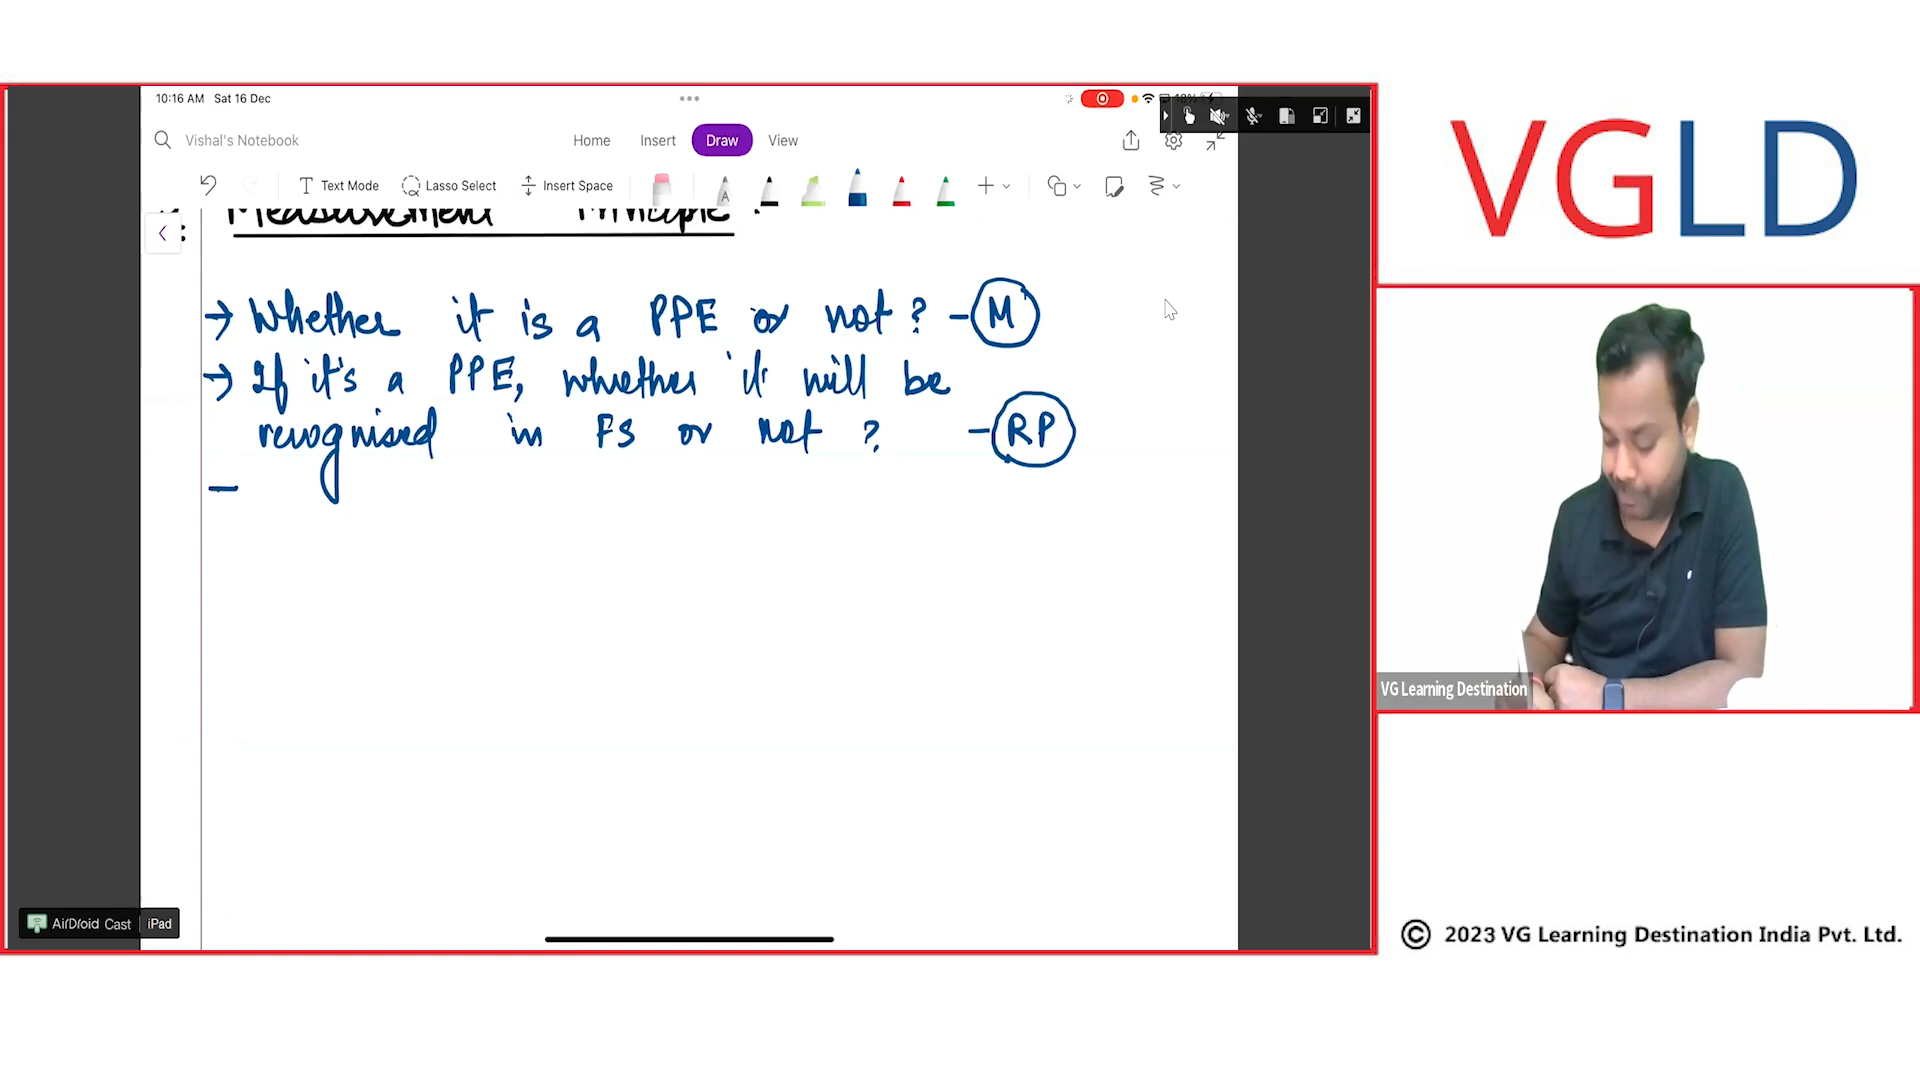 10:16 AM Sat 16 Dec
18%
Vishal's Notebook
Home Insert Draw View
Text Mode Lasso Select Insert Space
Measurement Principle :
→ Whether it is a PPE or not? - M
→ If it's a PPE, whether it will be
recognised in FS or not ? - RP
VGLD
VG Learning Destination
AirDroid Cast iPad
© 2023 VG Learning Destination India Pvt. Ltd.